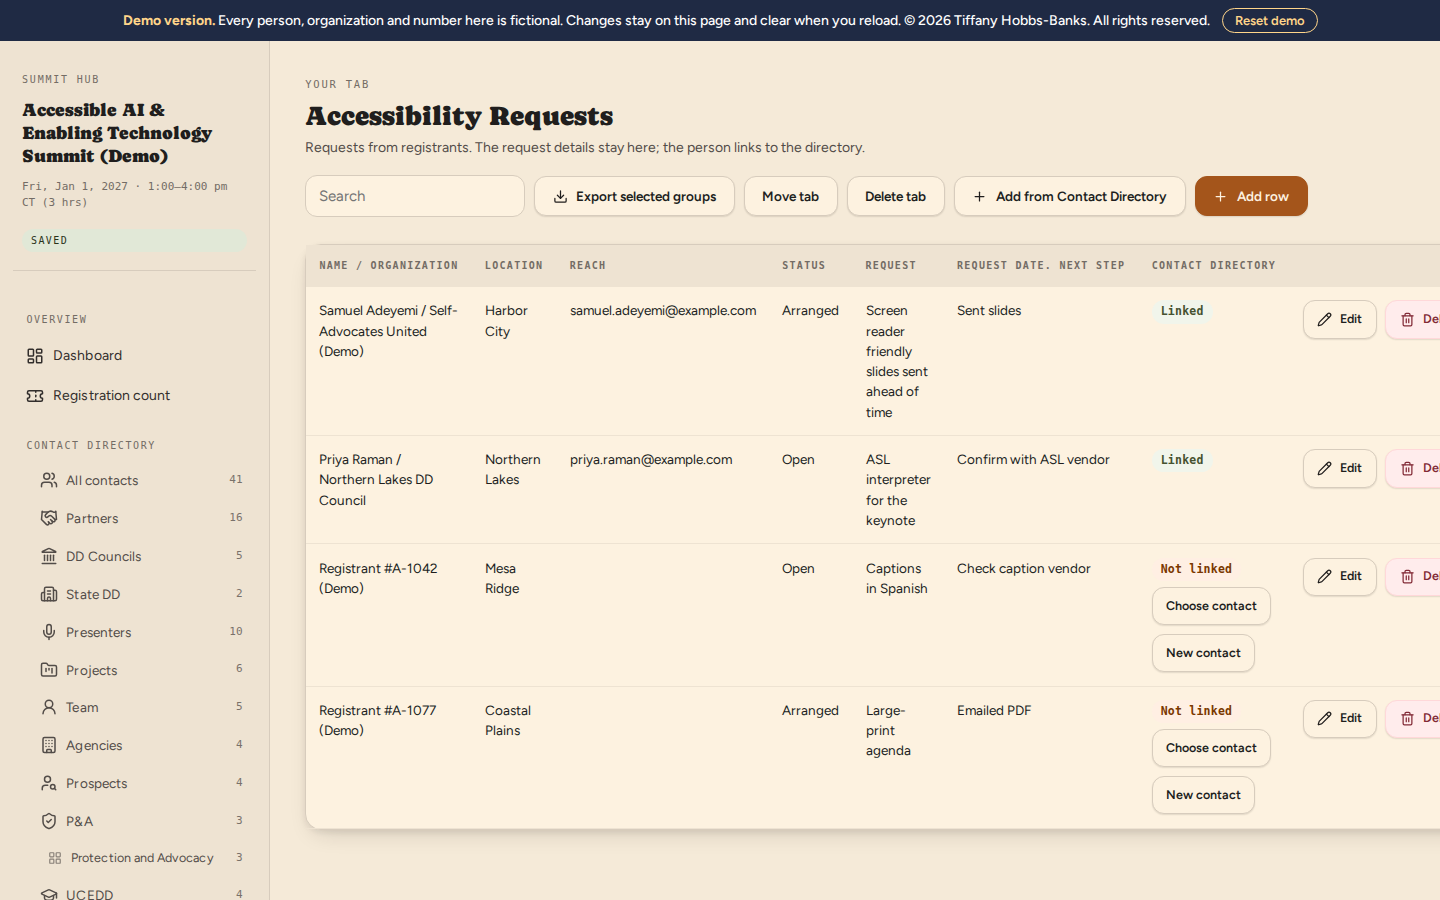 Demo version. Every person, organization and number here is fictional. Changes stay on this page and clear when you reload. © 2026 Tiffany Hobbs-Banks. All rights reserved. Reset demo
SUMMIT HUB
Accessible AI &
Enabling Technology
Summit (Demo)
Fri, Jan 1, 2027 · 1:00–4:00 pm
CT (3 hrs)
SAVED
OVERVIEW
Dashboard
Registration count
CONTACT DIRECTORY
All contacts 41
Partners 16
DD Councils 5
State DD 2
Presenters 10
Projects 6
Team 5
Agencies 4
Prospects 4
P&A 3
Protection and Advocacy 3
UCEDD 4
YOUR TAB
Accessibility Requests
Requests from registrants. The request details stay here; the person links to the directory.
Search Export selected groups Move tab Delete tab Add from Contact Directory Add row
NAME / ORGANIZATION LOCATION REACH STATUS REQUEST REQUEST DATE. NEXT STEP CONTACT DIRECTORY
Samuel Adeyemi / Self- Harbor samuel.adeyemi@example.com Arranged Screen Sent slides Linked Edit Del
Advocates United City reader
(Demo) friendly
slides sent
ahead of
time
Priya Raman / Northern priya.raman@example.com Open ASL Confirm with ASL vendor Linked Edit Del
Northern Lakes DD Lakes interpreter
Council for the
keynote
Registrant #A-1042 Mesa Open Captions Check caption vendor Not linked Edit Del
(Demo) Ridge in Spanish
Choose contact
New contact
Registrant #A-1077 Coastal Arranged Large- Emailed PDF Not linked Edit Del
(Demo) Plains print
agenda
Choose contact
New contact